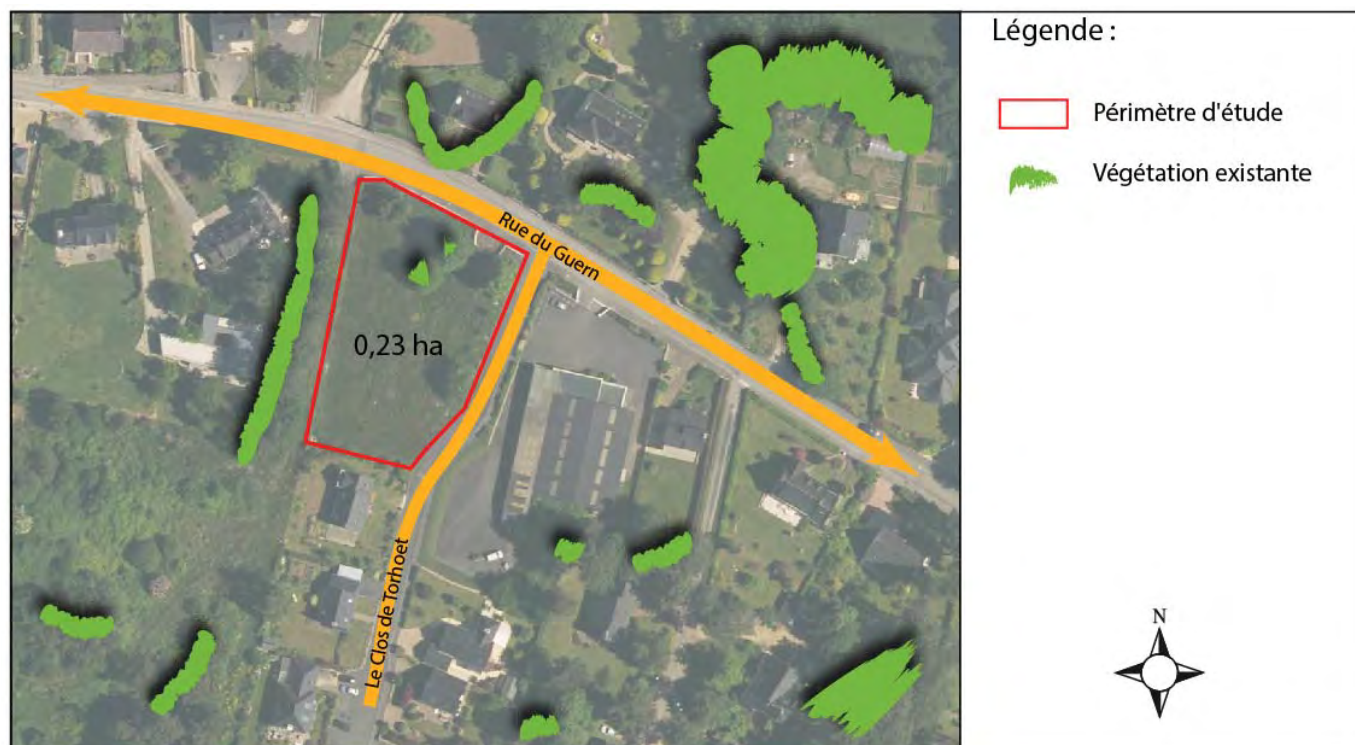 Légende :
Périmètre d'étude
Végétation existante
Rue du Guern
0,23 ha
Le Clos de Torhoet
N